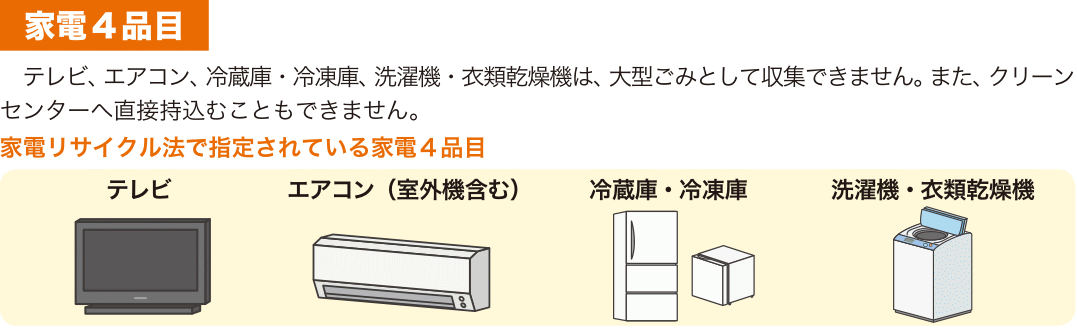 家電４品目
テレビ、エアコン、冷蔵庫・冷凍庫、洗濯機・衣類乾燥機は、大型ごみとして収集できません。また、クリーン
センターへ直接持込むこともできません。
家電リサイクル法で指定されている家電４品目
テレビ
エアコン（室外機含む）
冷蔵庫・冷凍庫
洗濯機・衣類乾燥機